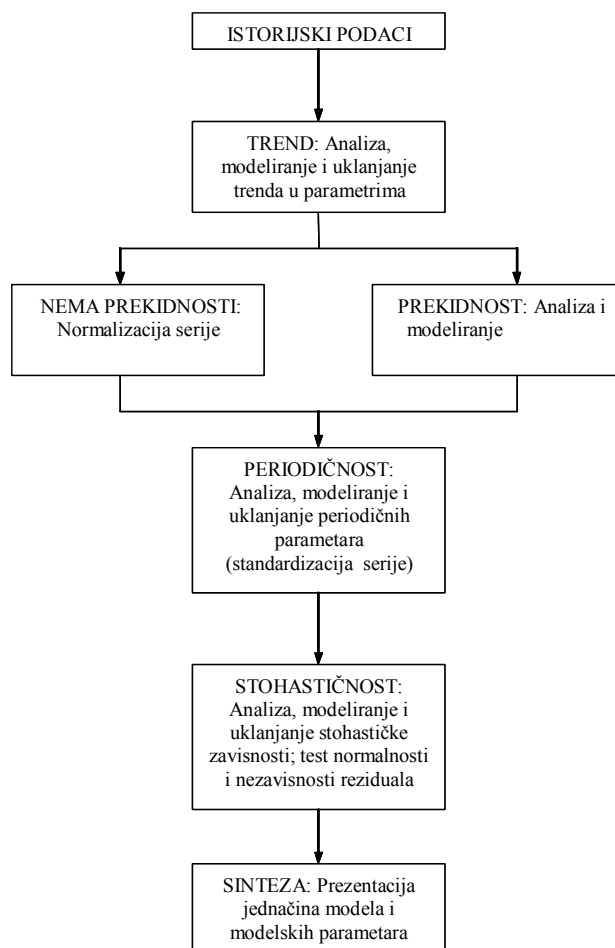 ISTORIJSKI PODACI
TREND: Analiza,
modeliranje i uklanjanje
trenda u parametrima
NEMA PREKIDNOSTI:
Normalizacija serije
PREKIDNOST: Analiza i
modeliranje
PERIODIČNOST:
Analiza, modeliranje i
uklanjanje periodičnih
parametara
(standardizacija serije)
STOHASTIČNOST:
Analiza, modeliranje i
uklanjanje stohastičke
zavisnosti; test normalnosti
i nezavisnosti reziduala
SINTEZA: Prezentacija
jednačina modela i
modelskih parametara